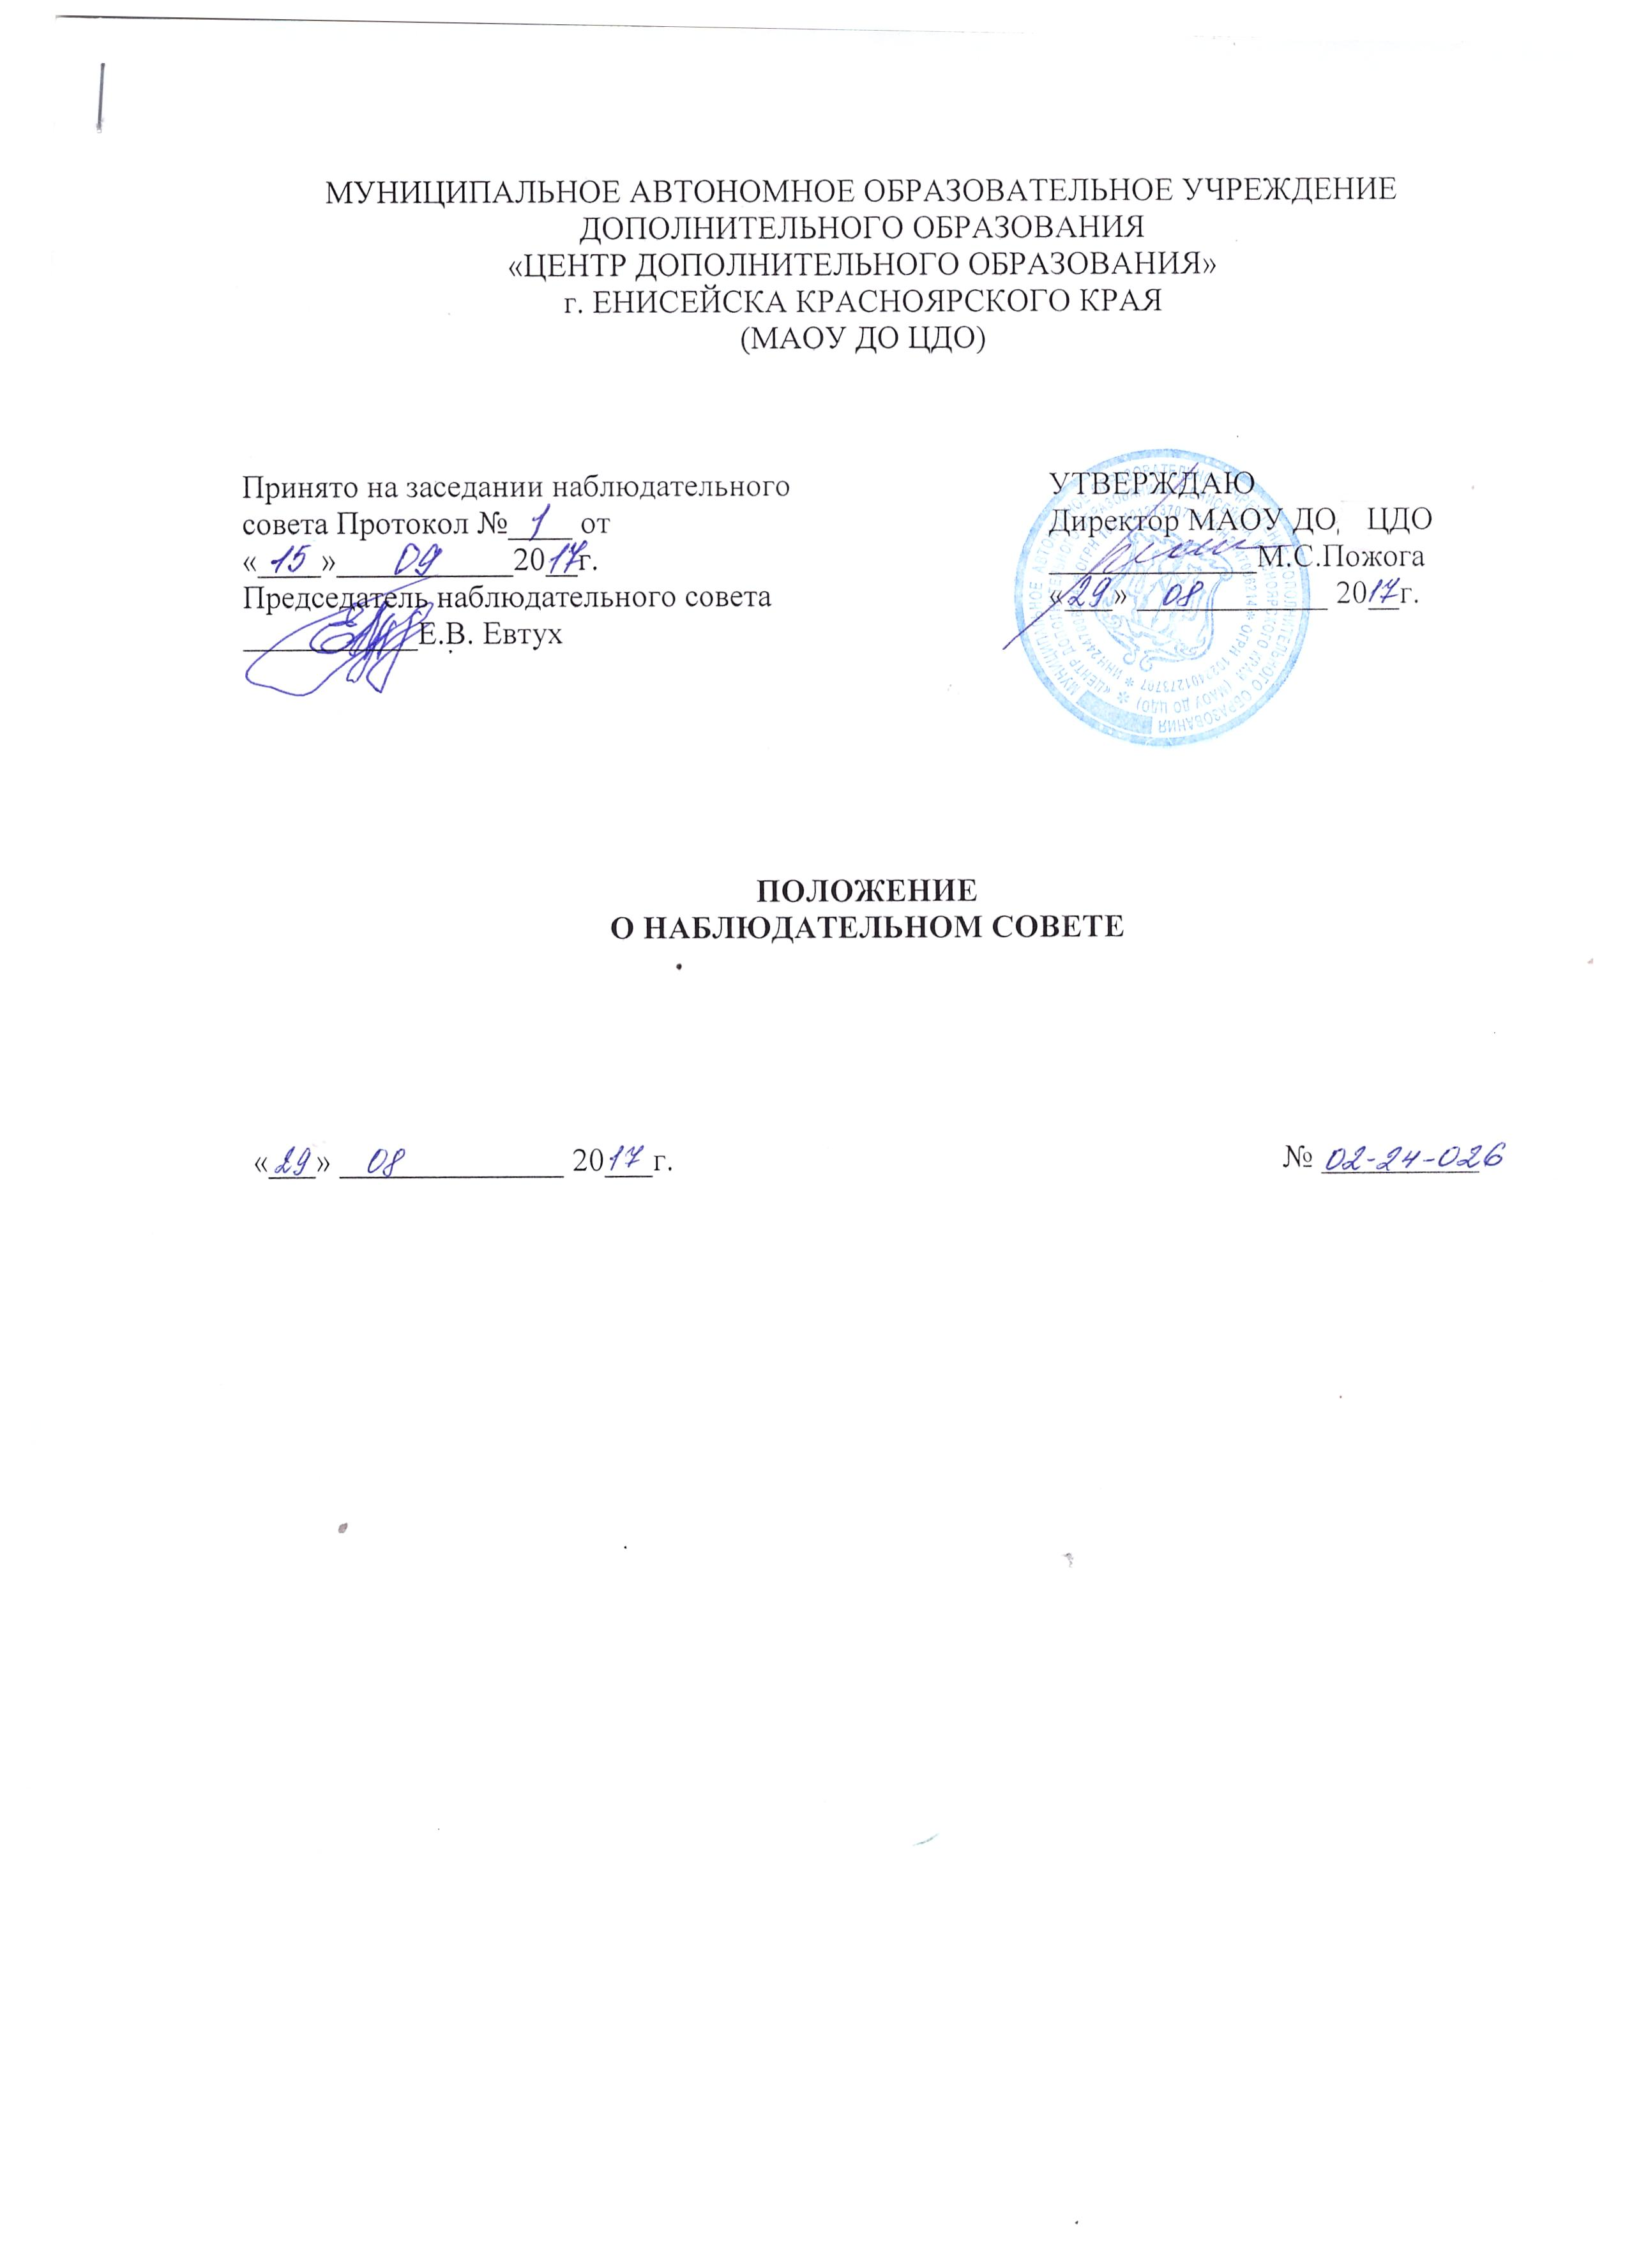 МУНИЦИПАЛЬНОЕ АВТОНОМНОЕ ОБРАЗОВАТЕЛЬНОЕ УЧРЕЖДЕНИЕ
ДОПОЛНИТЕЛЬНОГО ОБРАЗОВАНИЯ
«ЦЕНТР ДОПОЛНИТЕЛЬНОГО ОБРАЗОВАНИЯ»
г. ЕНИСЕЙСКА КРАСНОЯРСКОГО КРАЯ
(МАОУ ДО ЦДО)
Принято на заседании наблюдательного
совета Протокол № 1 от
«15» 09 2017г.
Председатель наблюдательного совета
Е.В. Евтух
УТВЕРЖДАЮ
Директор МАОУ ДО ЦДО
М.С.Пожога
«29» 08 2017г.
ПОЛОЖЕНИЕ
О НАБЛЮДАТЕЛЬНОМ СОВЕТЕ
«29» 08 2017 г.
№ 02-24-026